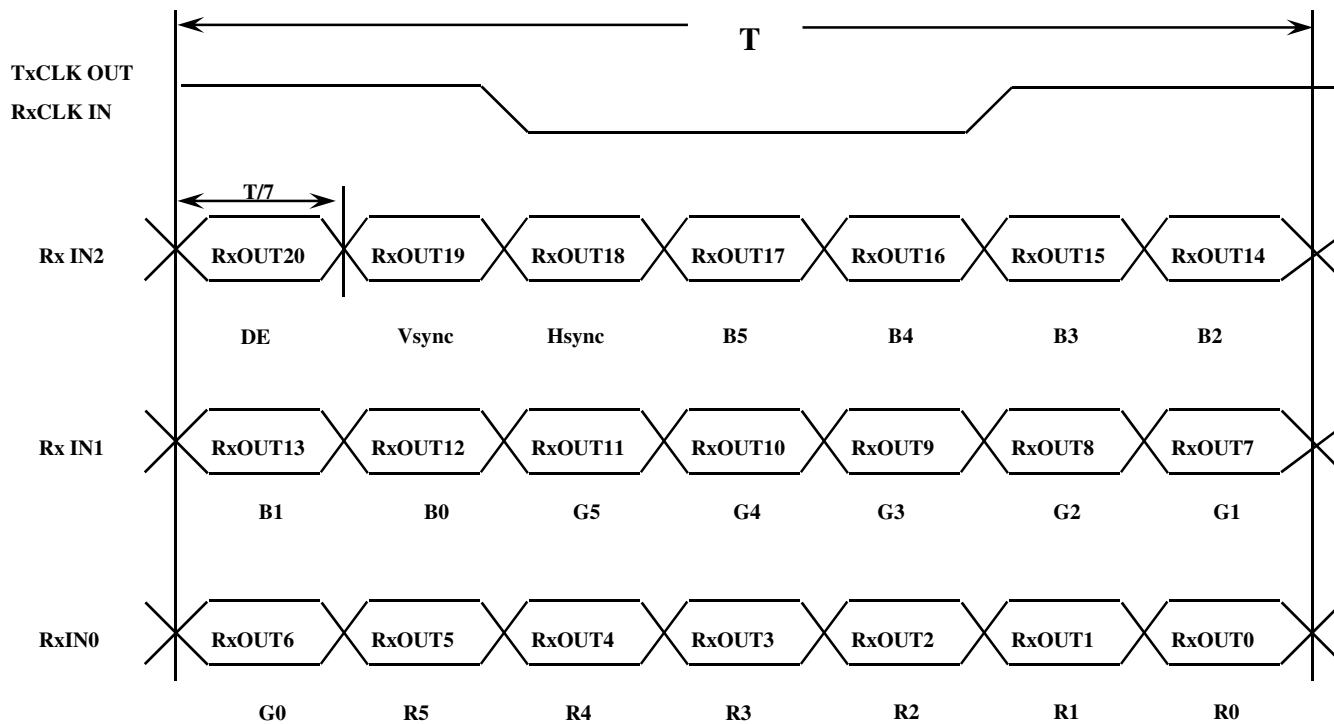 T
TxCLK OUT
RxCLK IN
T/7
Rx IN2 RxOUT20 RxOUT19 RxOUT18 RxOUT17 RxOUT16 RxOUT15 RxOUT14
DE Vsync Hsync B5 B4 B3 B2
Rx IN1 RxOUT13 RxOUT12 RxOUT11 RxOUT10 RxOUT9 RxOUT8 RxOUT7
B1 B0 G5 G4 G3 G2 G1
RxIN0 RxOUT6 RxOUT5 RxOUT4 RxOUT3 RxOUT2 RxOUT1 RxOUT0
G0 R5 R4 R3 R2 R1 R0